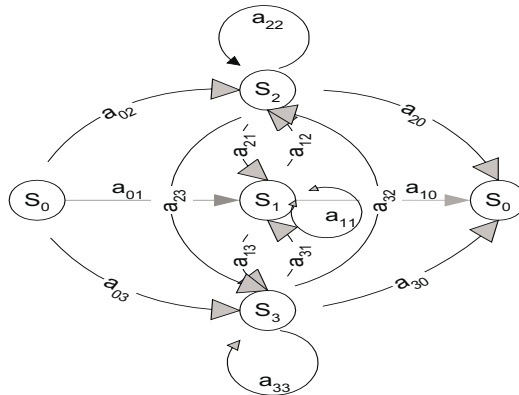 a₂₂
S₂
a₀₂
a₂₀
a₂₁
a₁₂
S₀
a₀₁
a₂₃
S₁
a₁₁
a₃₂
a₁₀
S₀
a₁₃
a₃₁
a₀₃
S₃
a₃₀
a₃₃